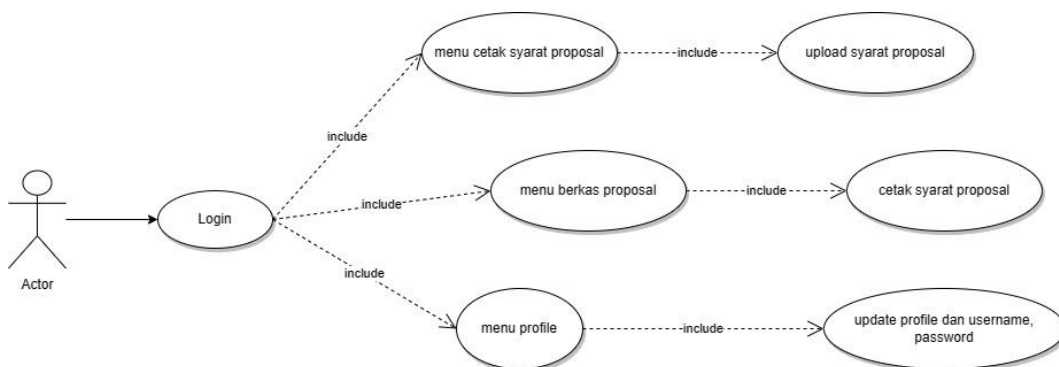 menu cetak syarat proposal
include
upload syarat proposal
include
menu berkas proposal
include
cetak syarat proposal
include
Login
Actor
include
menu profile
include
update profile dan username,
password